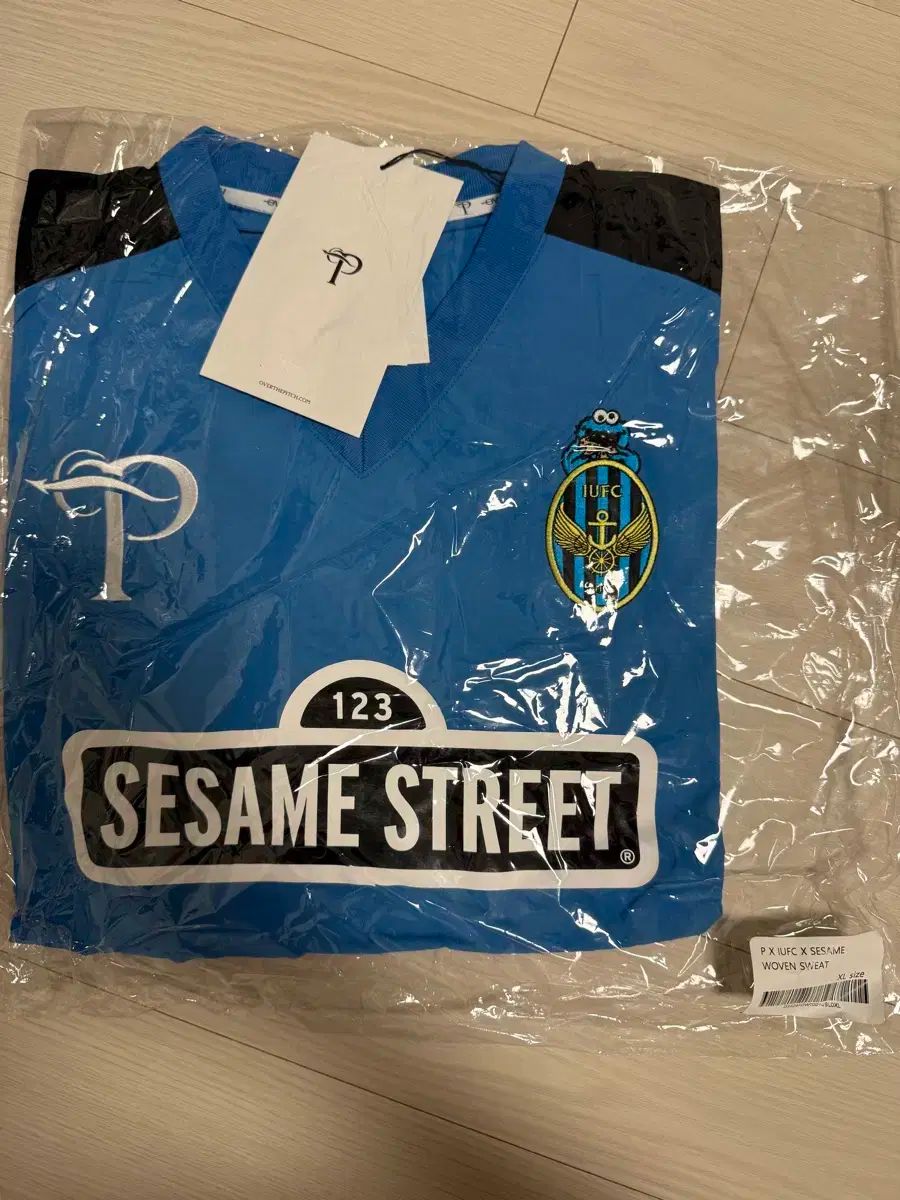 P
OVERTHEPITCH.COM
P
IUFC
123
SESAME STREET®
P X IUFC X SESAME
WOVEN SWEAT
XL size